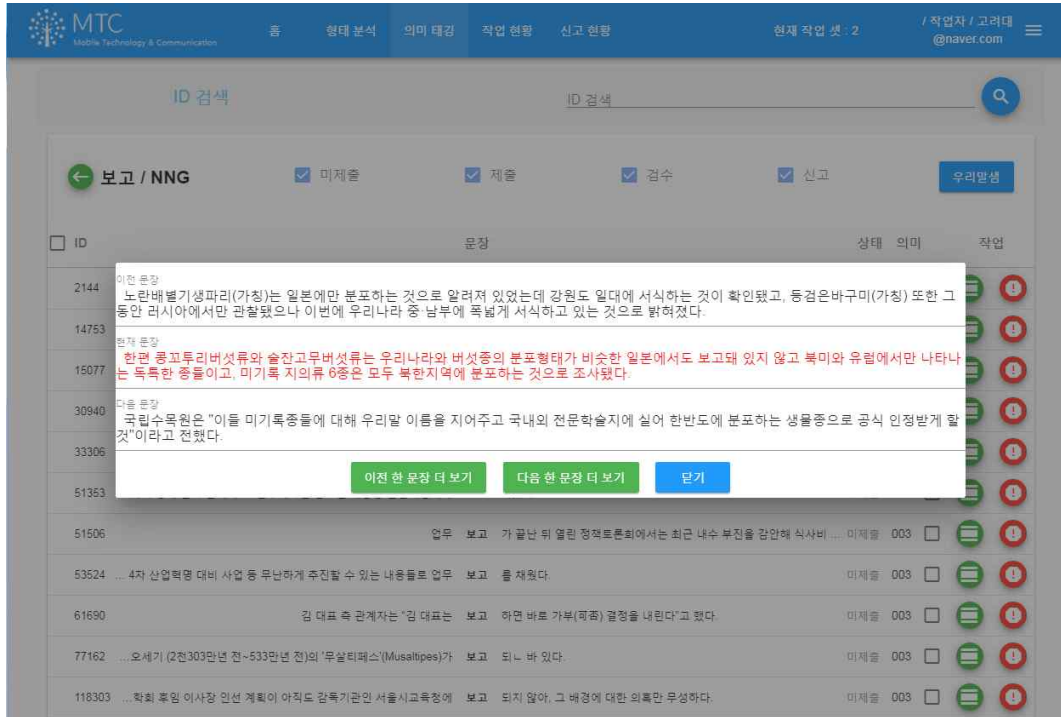 MTC
Mobile Technology & Communication
홈 형태 분석 의미 태깅 작업 현황 신고 현황 현재 작업 셋 : 2
/ 작업자 / 고려대
@naver.com
ID 검색 ID 검색
보고 / NNG 미제출 제출 검수 신고 우리말샘
ID 문장 상태 의미 작업
2144
14753
15077
30940
33306
51353
이전 문장
노란배별기생파리(가칭)는 일본에만 분포하는 것으로 알려져 있었는데 강원도 일대에 서식하는 것이 확인됐고, 등검은바구미(가칭) 또한 그
동안 러시아에서만 관찰됐으나 이번에 우리나라 중·남부에 폭넓게 서식하고 있는 것으로 밝혀졌다.
현재 문장
한편 콩꼬투리버섯류와 술잔고무버섯류는 우리나라와 버섯종의 분포형태가 비슷한 일본에서도 보고돼 있지 않고 북미와 유럽에서만 나타나
는 독특한 종들이고, 미기록 지의류 6종은 모두 북한지역에 분포하는 것으로 조사됐다.
다음 문장
국립수목원은 "이들 미기록종들에 대해 우리말 이름을 지어주고 국내외 전문학술지에 실어 한반도에 분포하는 생물종으로 공식 인정받게 할
것"이라고 전했다.
이전 한 문장 더 보기 다음 한 문장 더 보기 닫기
51506 업무 보고 가 끝난 뒤 열린 정책토론회에서는 최근 내수 부진을 감안해 식사비 ... 미제출 003
53524 ... 4차 산업혁명 대비 사업 등 무난하게 추진할 수 있는 내용들로 업무 보고 를 채웠다. 미제출 003
61690 김 대표 측 관계자는 "김 대표는 보고 하면 바로 가부(可否) 결정을 내린다"고 했다. 미제출 003
77162 ...오세기 (2천303만년 전~533만년 전)의 '무살티페스'(Musaltipes)가 보고 되ㄴ 바 있다. 미제출 003
118303 ...학회 후임 이사장 인선 계획이 아직도 감독기관인 서울시교육청에 보고 되지 않아, 그 배경에 대한 의혹만 무성하다. 미제출 003